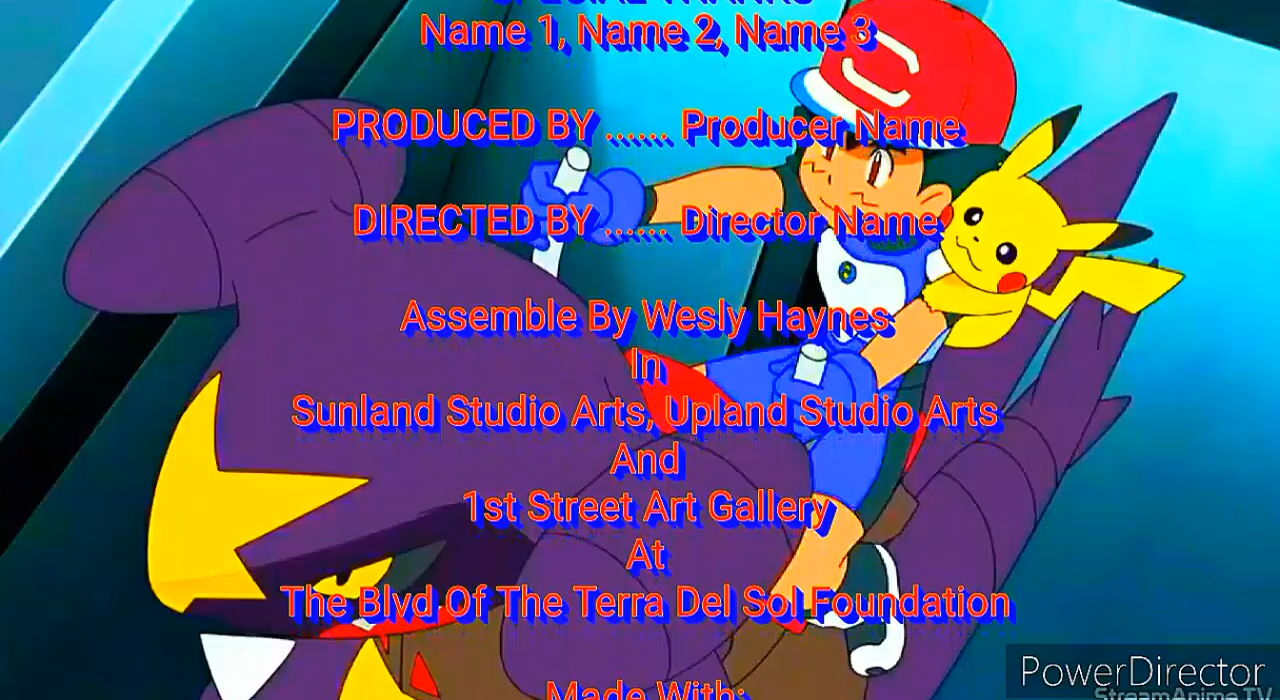 SPECIAL THANKS
Name 1, Name 2, Name 3
PRODUCED BY ...... Producer Name
DIRECTED BY ...... Director Name
Assemble By Wesly Haynes
In
Sunland Studio Arts, Upland Studio Arts
And
1st Street Art Gallery
At
The Blvd Of The Terra Del Sol Foundation
Made With:
PowerDirector
StreamAnime.TV